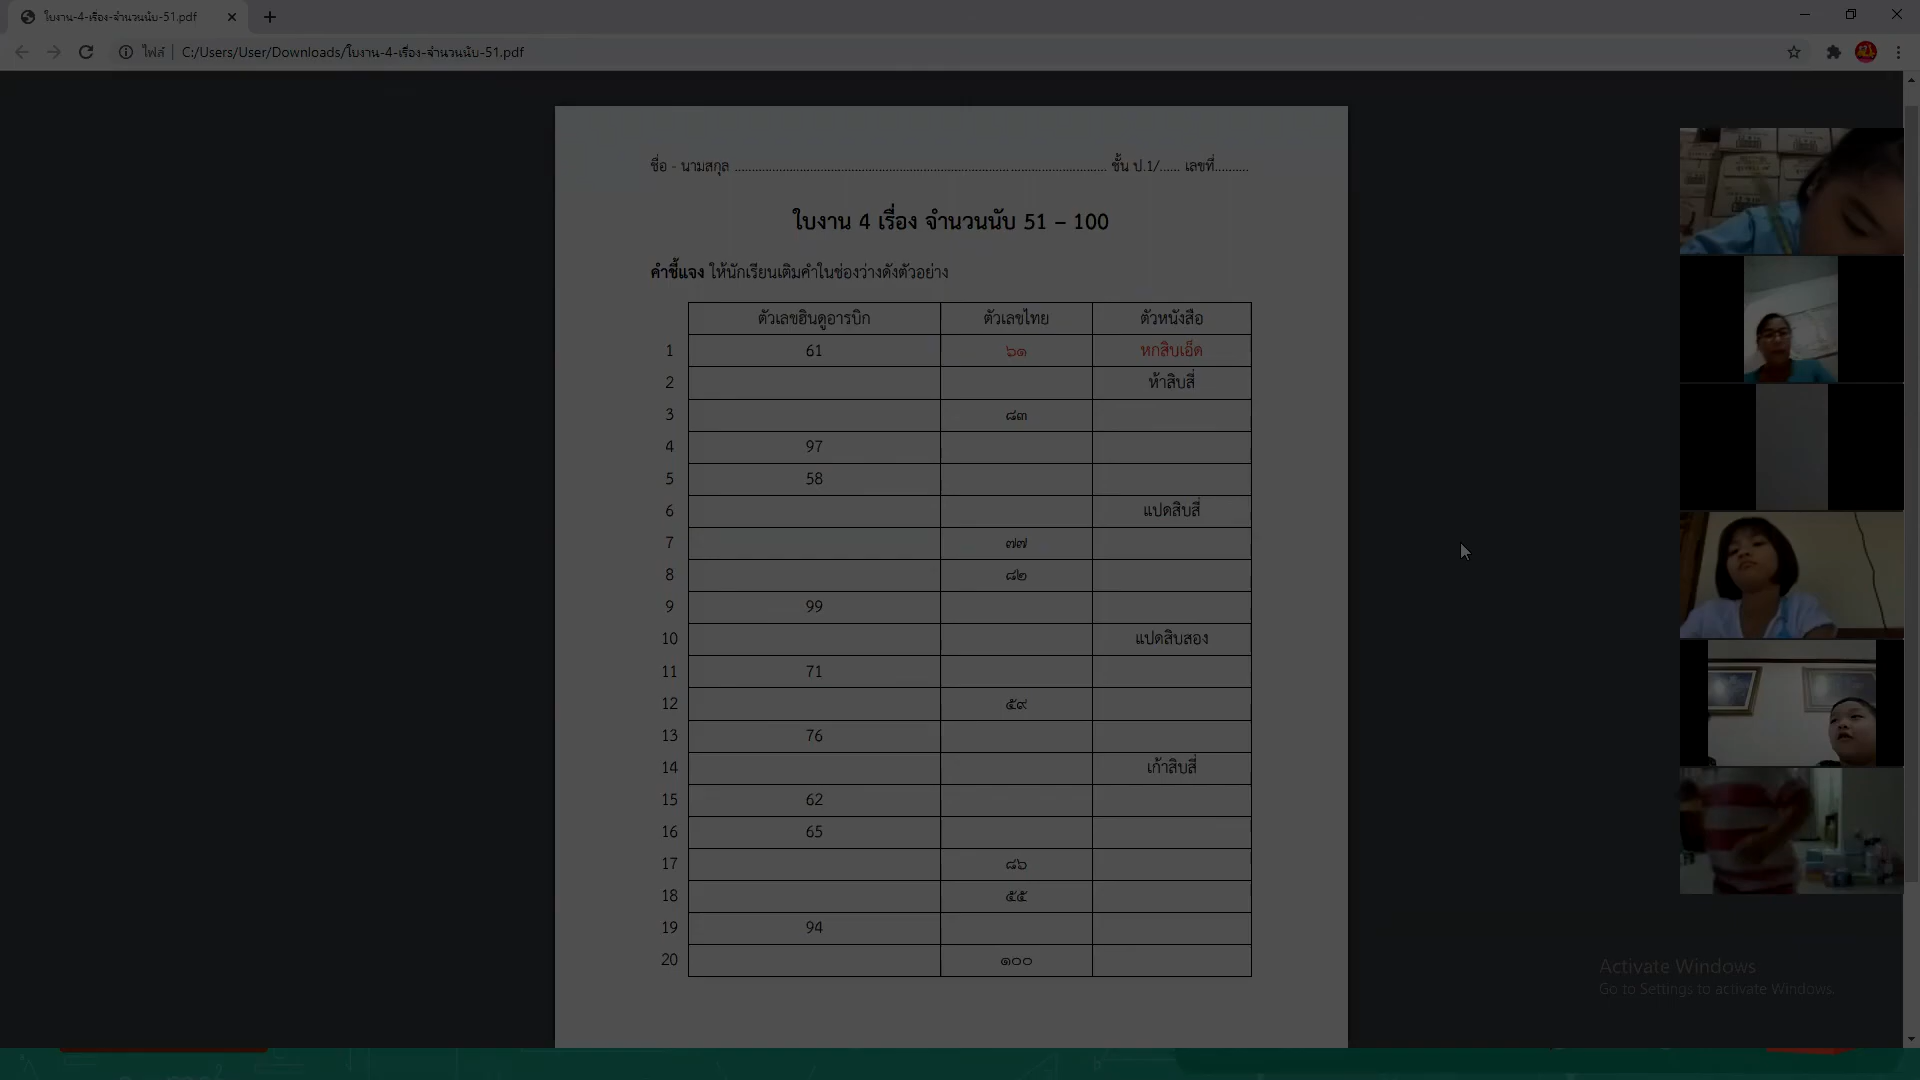 ใบงาน-4-เรื่อง-จำนวนนับ-51.pdf
ไฟล์ C:/Users/User/Downloads/ใบงาน-4-เรื่อง-จำนวนนับ-51.pdf
ชื่อ - นามสกุล ........................................................................................................ ชั้น ป.1/...... เลขที่..........
ใบงาน 4 เรื่อง จำนวนนับ 51 – 100
คำชี้แจง ให้นักเรียนเติมคำในช่องว่างดังตัวอย่าง
ตัวเลขฮินดูอารบิก ตัวเลขไทย ตัวหนังสือ
1 61 ๖๑ หกสิบเอ็ด
2 ห้าสิบสี่
3 ๘๓
4 97
5 58
6 แปดสิบสี่
7 ๗๗
8 ๘๒
9 99
10 แปดสิบสอง
11 71
12 ๕๙
13 76
14 เก้าสิบสี่
15 62
16 65
17 ๘๖
18 ๕๕
19 94
20 ๑๐๐
Activate Windows
Go to Settings to activate Windows.